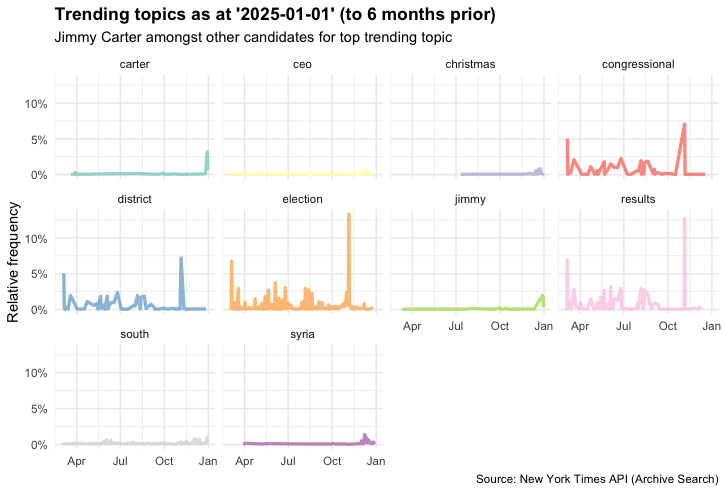 Trending topics as at '2025-01-01' (to 6 months prior)
Jimmy Carter amongst other candidates for top trending topic
carter ceo christmas congressional
10%
5%
0%
district election jimmy results
10%
5%
0%
Relative frequency
Apr Jul Oct Jan Apr Jul Oct Jan
south syria
10%
5%
0%
Apr Jul Oct Jan Apr Jul Oct Jan
Source: New York Times API (Archive Search)